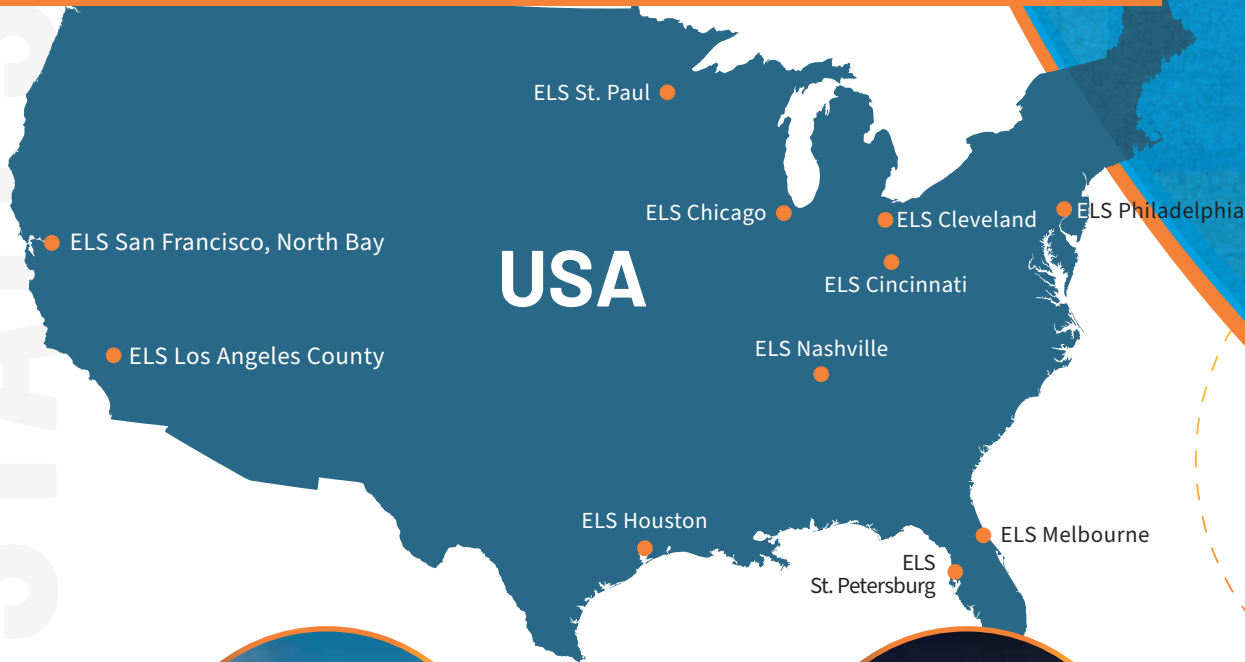 ELS St. Paul
ELS Chicago
ELS Cleveland
ELS Philadelphia
ELS San Francisco, North Bay
USA
ELS Cincinnati
ELS Los Angeles County
ELS Nashville
ELS Houston
ELS Melbourne
ELS
St. Petersburg